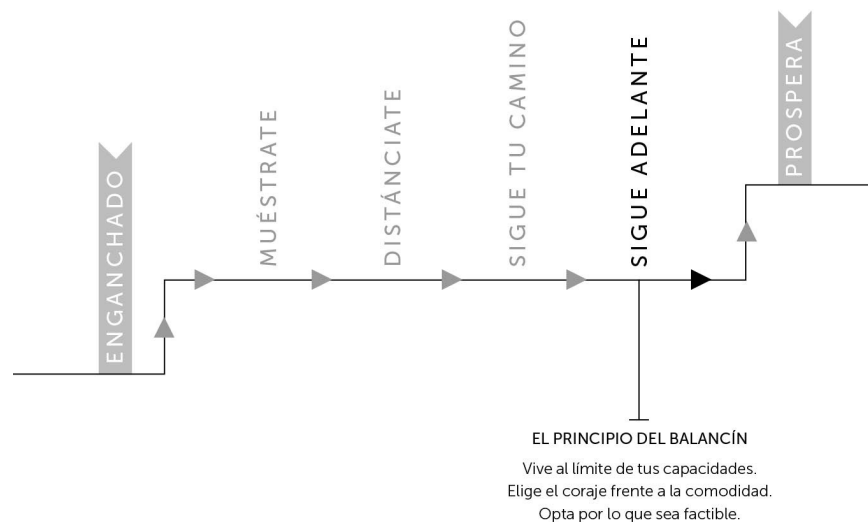 ENGANCHADO
MUÉSTRATE
DISTÁNCIATE
SIGUE TU CAMINO
SIGUE ADELANTE
PROSPERA
EL PRINCIPIO DEL BALANCÍN
Vive al límite de tus capacidades.
Elige el coraje frente a la comodidad.
Opta por lo que sea factible.